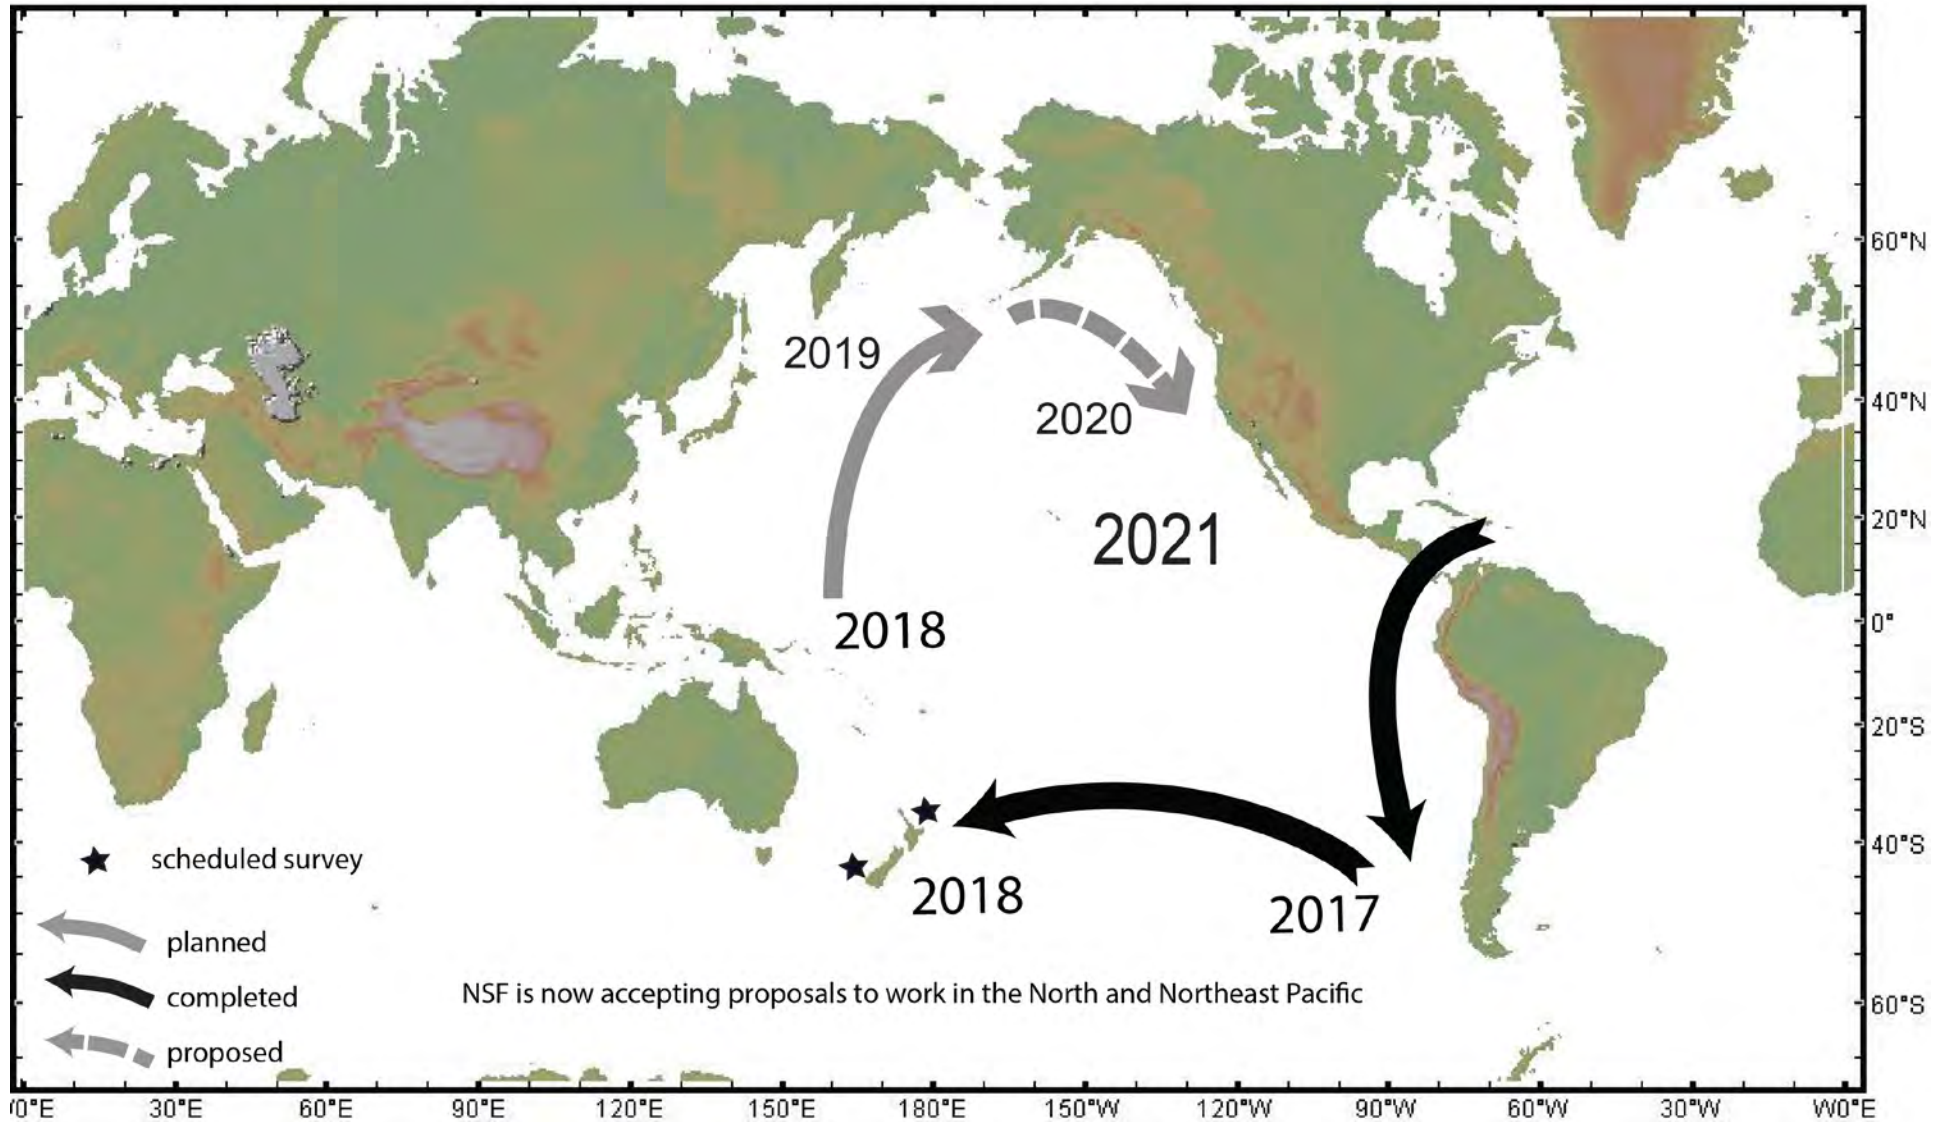 60°N
2019
40°N
2020
20°N
2021
0°
2018
20°S
40°S
scheduled survey
2018
2017
planned
NSF is now accepting proposals to work in the North and Northeast Pacific
completed
60°S
proposed
0°E
30°E
60°E
90°E
120°E
150°E
180°E
150°W
120°W
90°W
60°W
30°W
W0°E